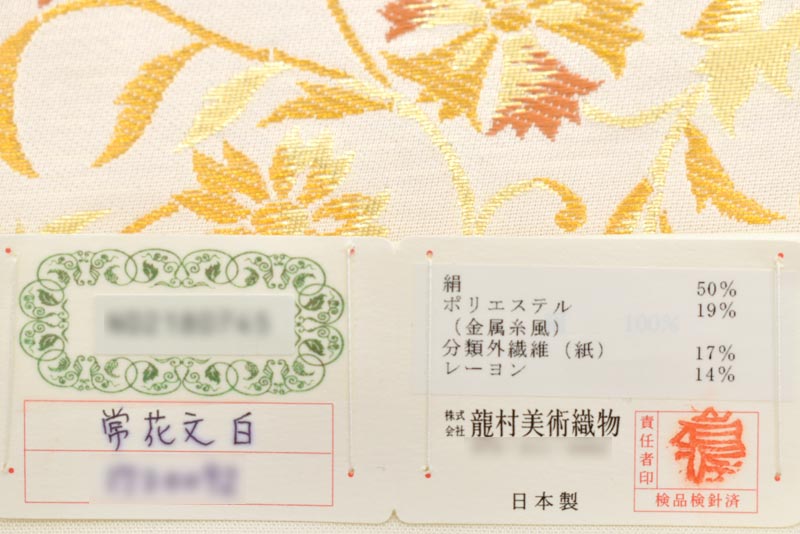 常花文白
絹 50%
ポリエステル 19%
(金属糸風)
分類外繊維(紙) 17%
レーヨン 14%
100%
株式会社 龍村美術織物
責任者印
検品検針済
日本製